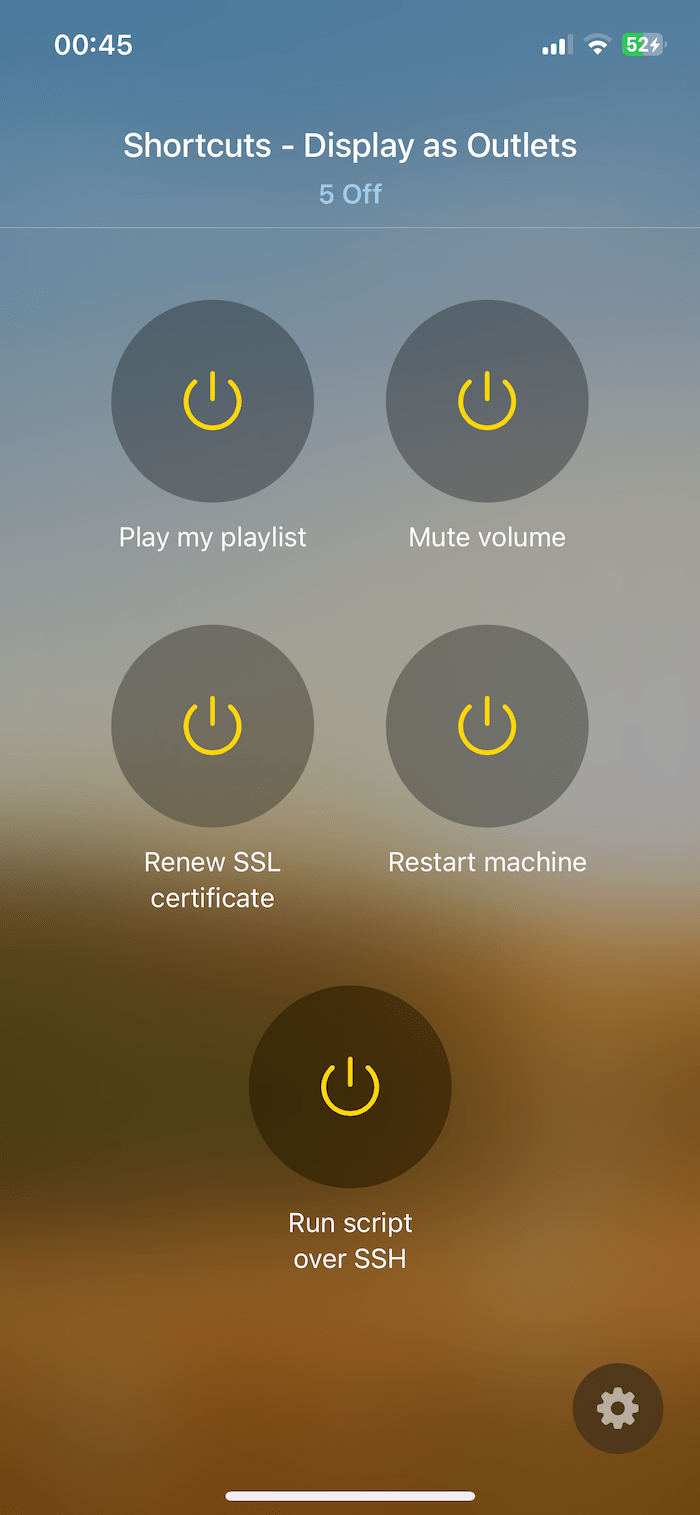 00:45
52
Shortcuts - Display as Outlets
5 Off
Play my playlist
Mute volume
Renew SSL
certificate
Restart machine
Run script
over SSH